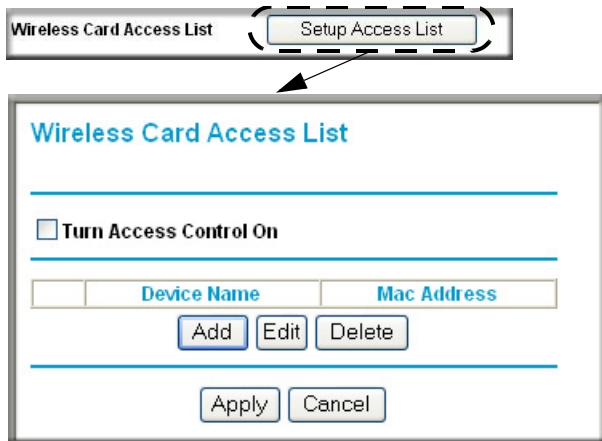 Wireless Card Access List Setup Access List
Wireless Card Access List
Turn Access Control On
Device Name Mac Address
Add Edit Delete
Apply Cancel